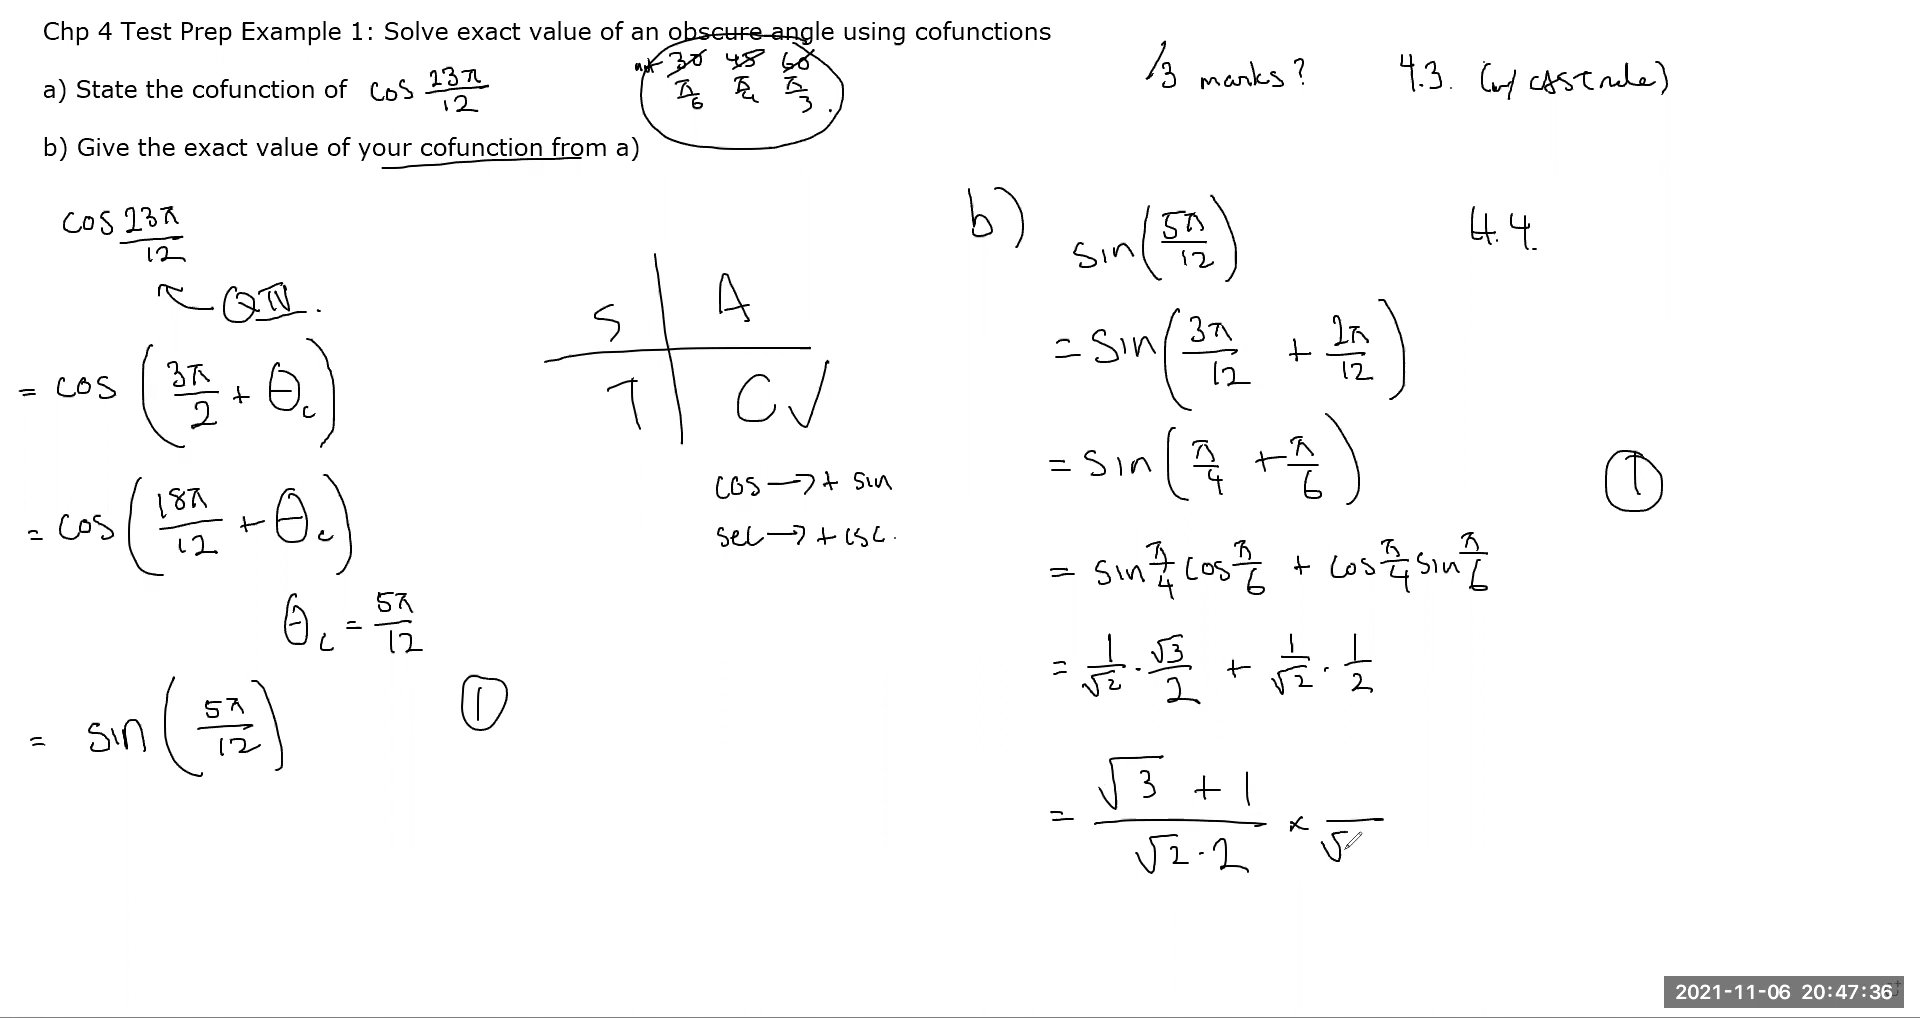 Chp 4 Test Prep Example 1: Solve exact value of an obscure angle using cofunctions
not 30 45 60
π/6 π/4 π/3 .
/3 marks? 4.3. (w/ CAST rule)
a) State the cofunction of cos 23π/12
b) Give the exact value of your cofunction from a)
cos 23π/12
QIV.
= cos (3π/2 + θc)
= cos (18π/12 + θc)
θc = 5π/12
= sin (5π/12) ①
S A
T C✓
cos → + sin
sec → + csc.
b) sin(5π/12) 4.4.
= sin(3π/12 + 2π/12)
= sin(π/4 + π/6) ①
= sin π/4 cos π/6 + cos π/4 sin π/6
= 1/√2 · √3/2 + 1/√2 · 1/2
= (√3 + 1)/(√2 · 2) × /√
2021-11-06 20:47:36